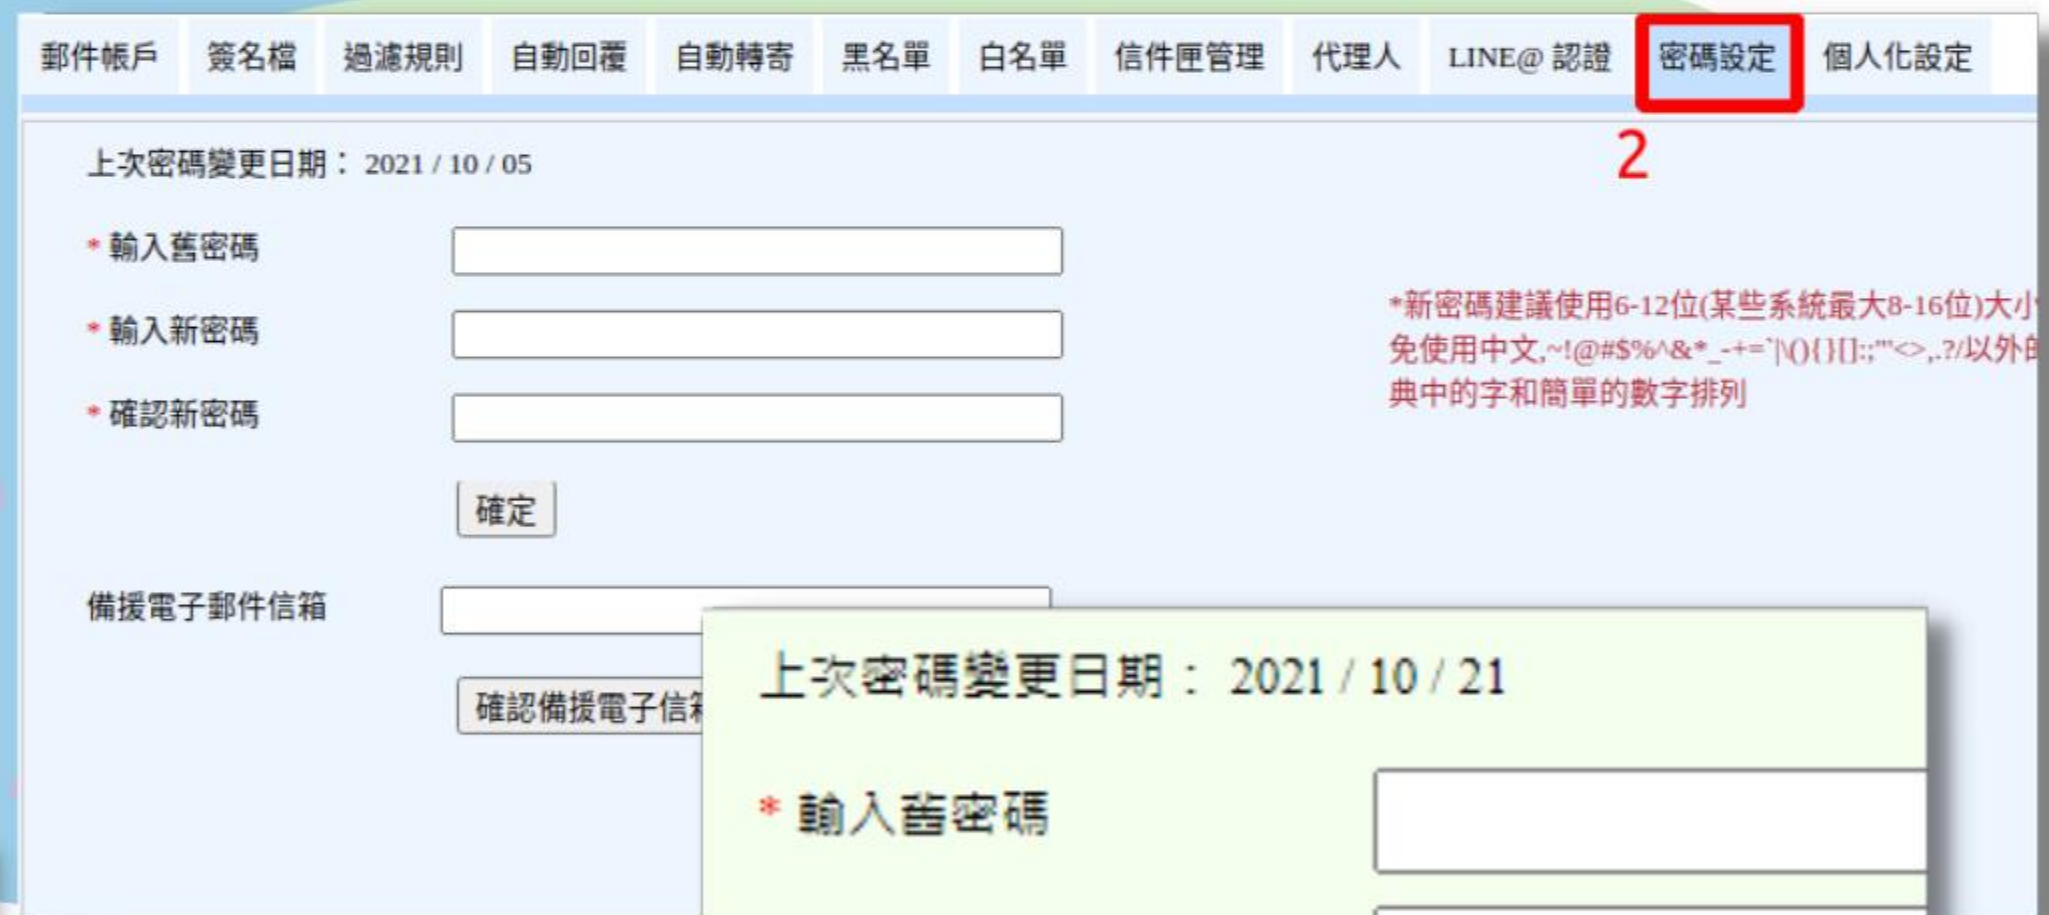 郵件帳戶 簽名檔 過濾規則 自動回覆 自動轉寄 黑名單 白名單 信件匣管理 代理人 LINE@ 認證 密碼設定 個人化設定
2
上次密碼變更日期： 2021 / 10 / 05
* 輸入舊密碼
* 輸入新密碼
* 確認新密碼
*新密碼建議使用6-12位(某些系統最大8-16位)大小
免使用中文,~!@#$%^&*_-+=`|\(){}[]:;"'<>,.?/以外的
典中的字和簡單的數字排列
確定
備援電子郵件信箱
確認備援電子信箱
上次密碼變更日期： 2021 / 10 / 21
* 輸入舊密碼